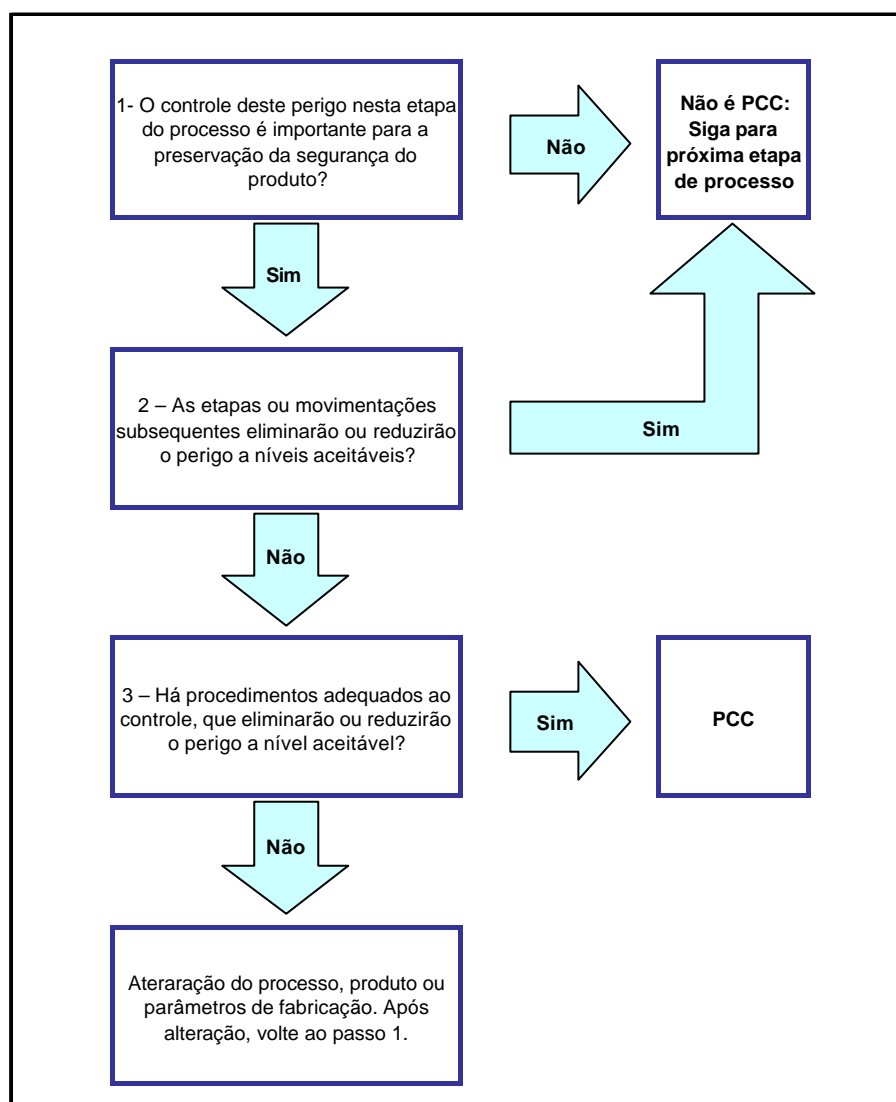 1- O controle deste perigo nesta etapa
do processo é importante para a
preservação da segurança do
produto?
Não
Não é PCC:
Siga para
próxima etapa
de processo
Sim
2 – As etapas ou movimentações
subsequentes eliminarão ou reduzirão
o perigo a níveis aceitáveis?
Sim
Não
3 – Há procedimentos adequados ao
controle, que eliminarão ou reduzirão
o perigo a nível aceitável?
Sim
PCC
Não
Ateraração do processo, produto ou
parâmetros de fabricação. Após
alteração, volte ao passo 1.